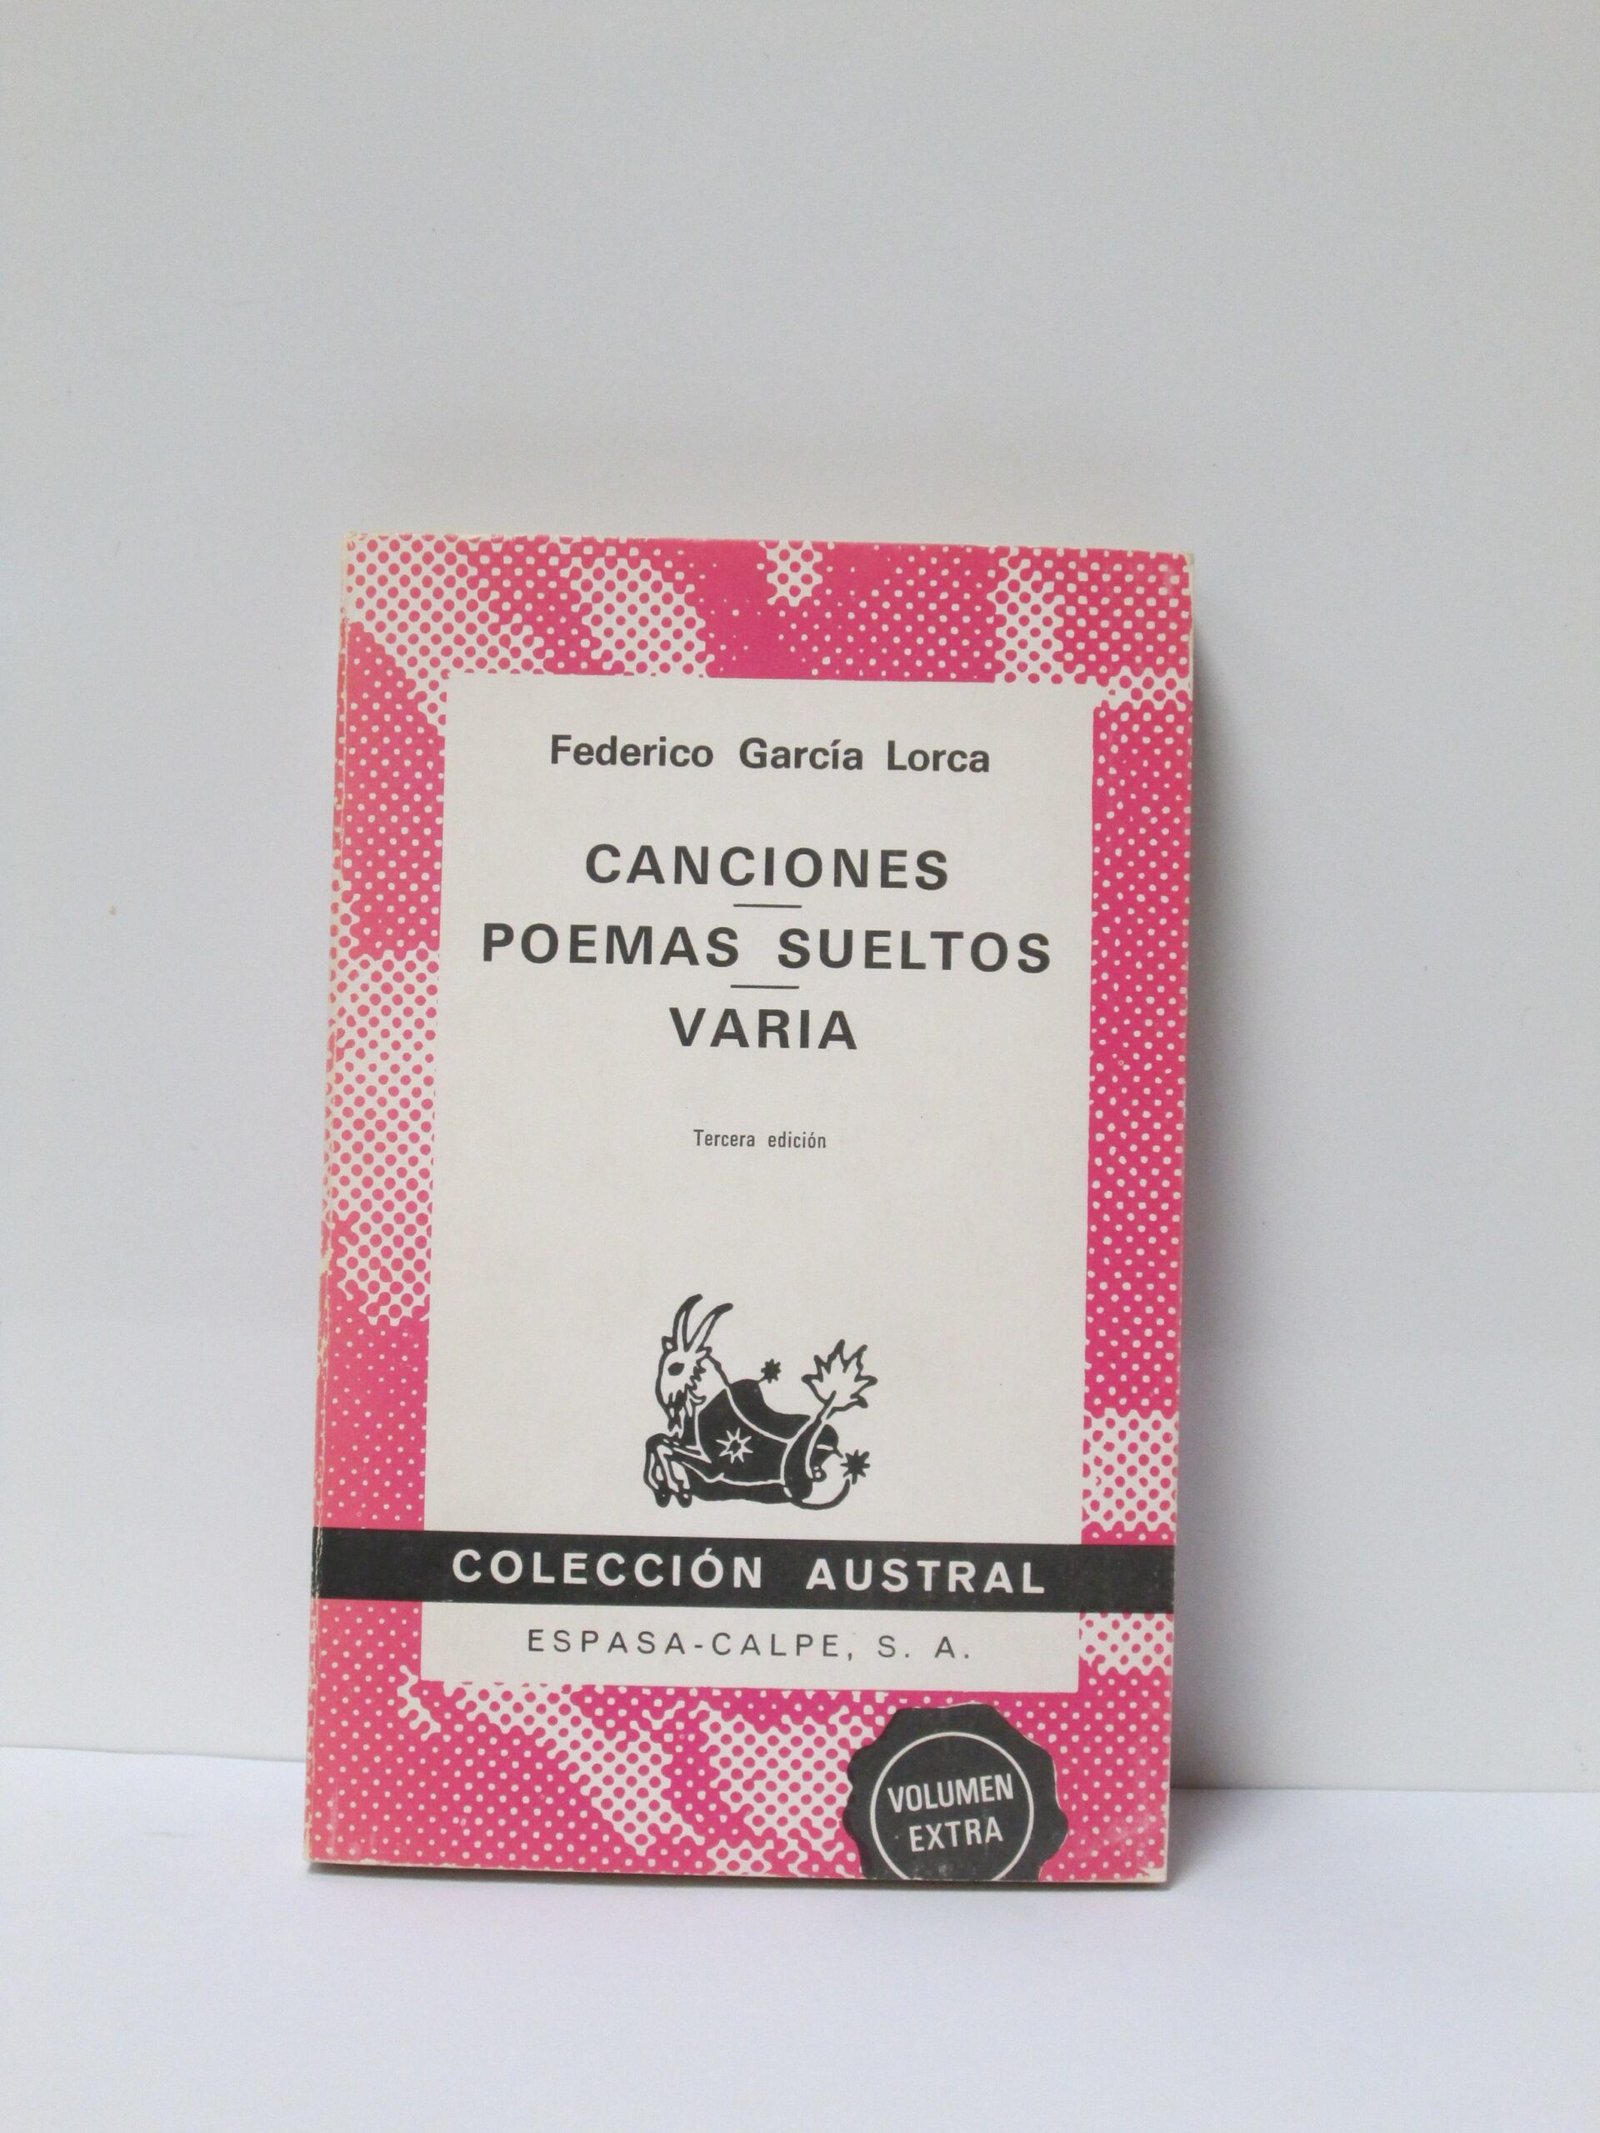 Federico García Lorca
CANCIONES
POEMAS SUELTOS
VARIA
Tercera edición
COLECCIÓN AUSTRAL
ESPASA-CALPE, S. A.
VOLUMEN
EXTRA